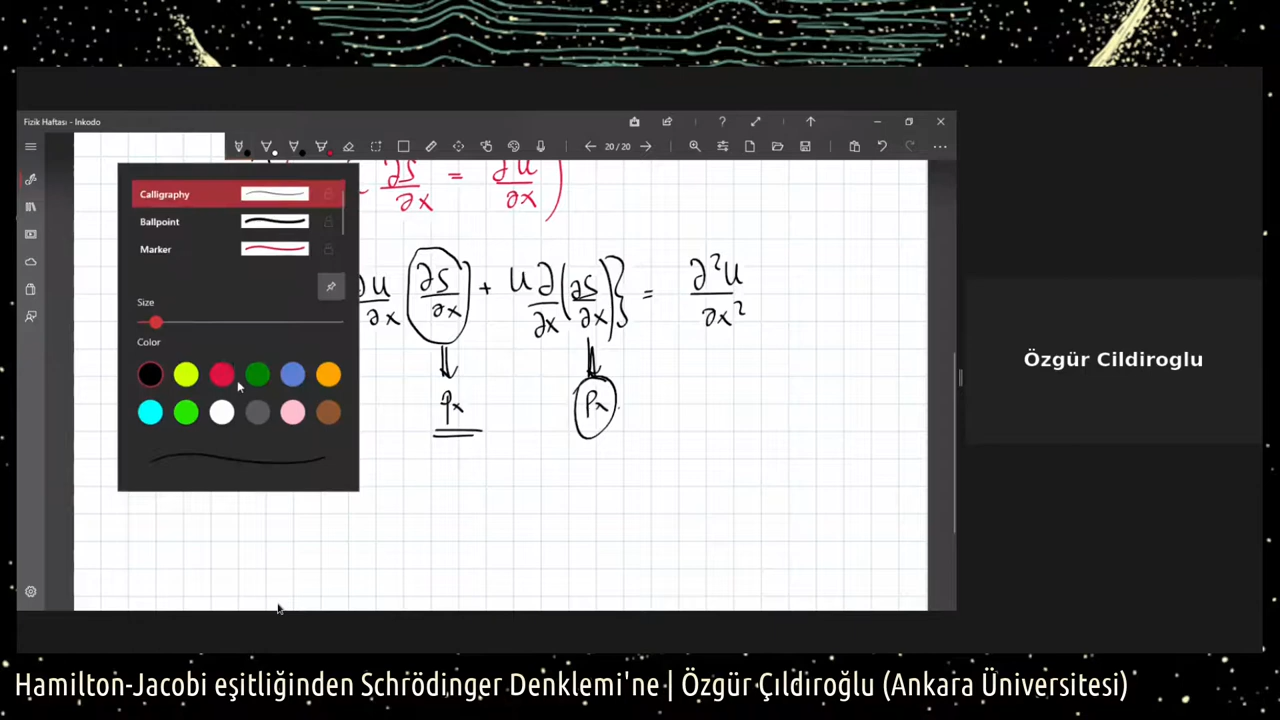 Fizik Haftası - Inkodo
20/20
Calligraphy
Ballpoint
Marker
Size
Color
∂S/∂x = ∂u/∂x )
∂u/∂x (∂S/∂x) + u ∂/∂x (∂S/∂x)} = ∂²u/∂x²
Px Px
Özgür Cildiroglu
Hamilton-Jacobi eşitliğinden Schrödinger Denklemi'ne | Özgür Çıldıroğlu (Ankara Üniversitesi)